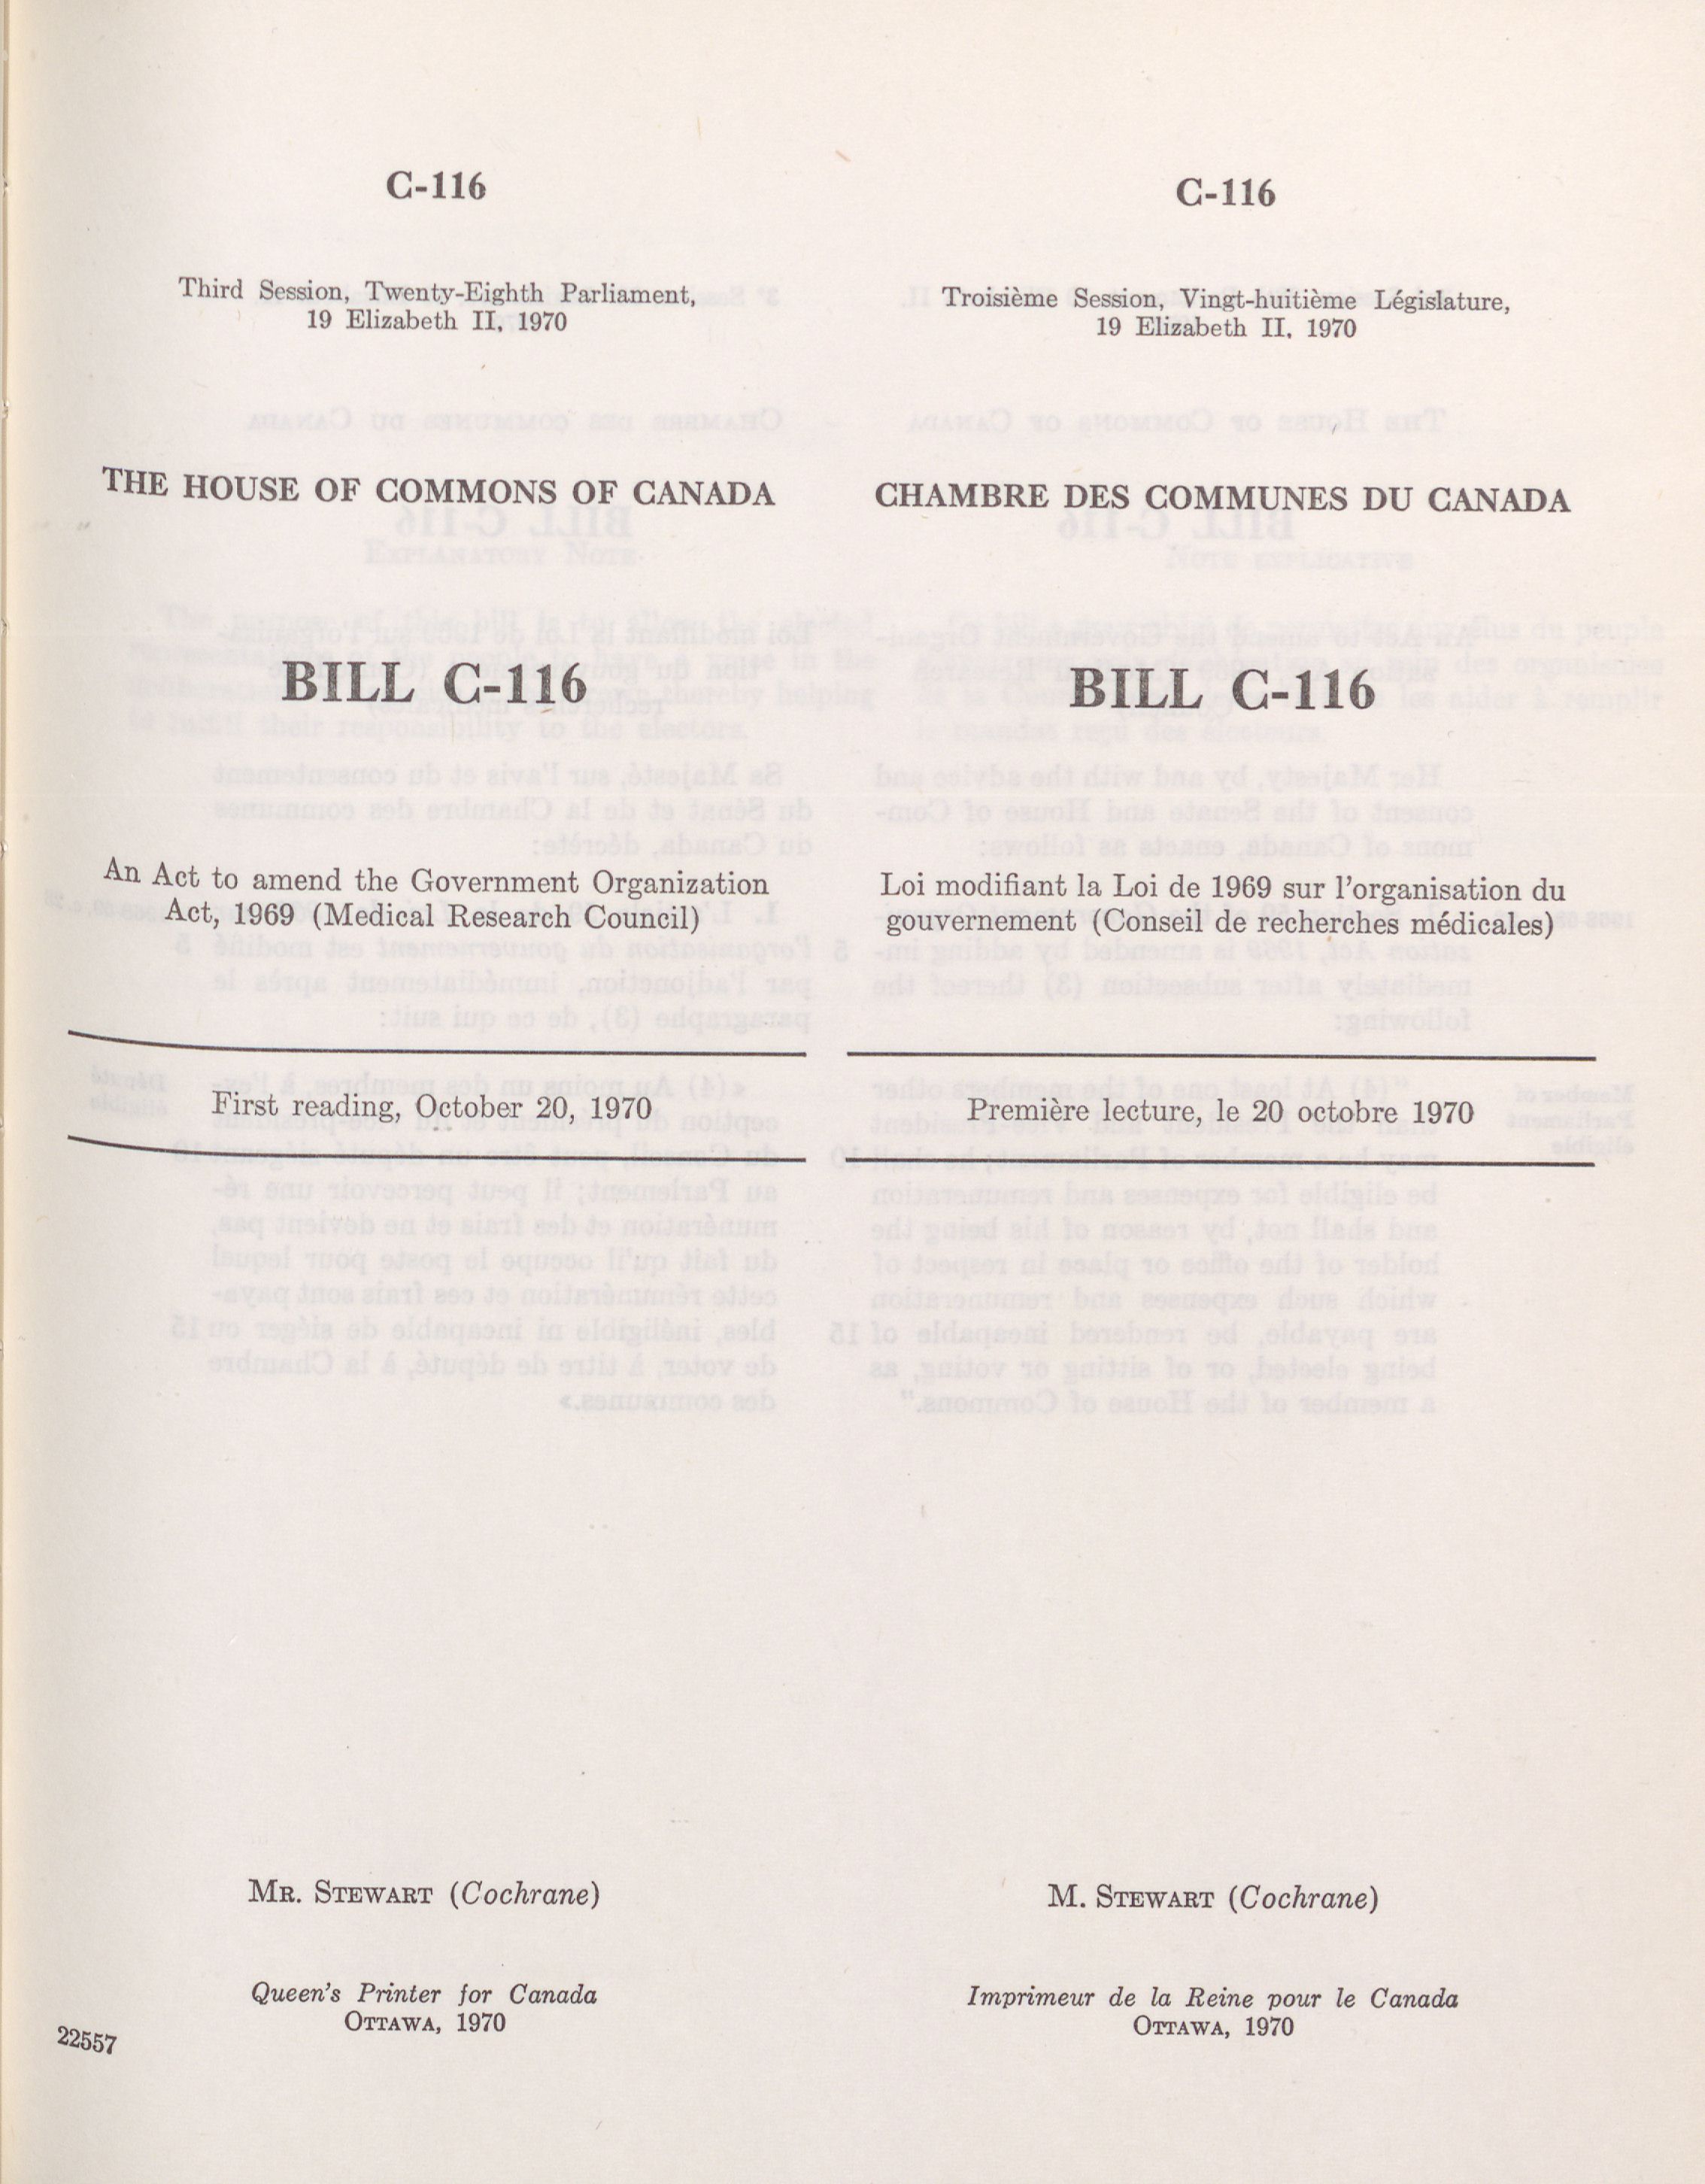 C-116
Third Session, Twenty-Eighth Parliament,
19 Elizabeth II, 1970
THE HOUSE OF COMMONS OF CANADA
BILL C-116
An Act to amend the Government Organization
Act, 1969 (Medical Research Council)
First reading, October 20, 1970
MR. STEWART (Cochrane)
Queen's Printer for Canada
OTTAWA, 1970
22557
C-116
Troisième Session, Vingt-huitième Législature,
19 Elizabeth II, 1970
CHAMBRE DES COMMUNES DU CANADA
BILL C-116
Loi modifiant la Loi de 1969 sur l'organisation du
gouvernement (Conseil de recherches médicales)
Première lecture, le 20 octobre 1970
M. STEWART (Cochrane)
Imprimeur de la Reine pour le Canada
OTTAWA, 1970